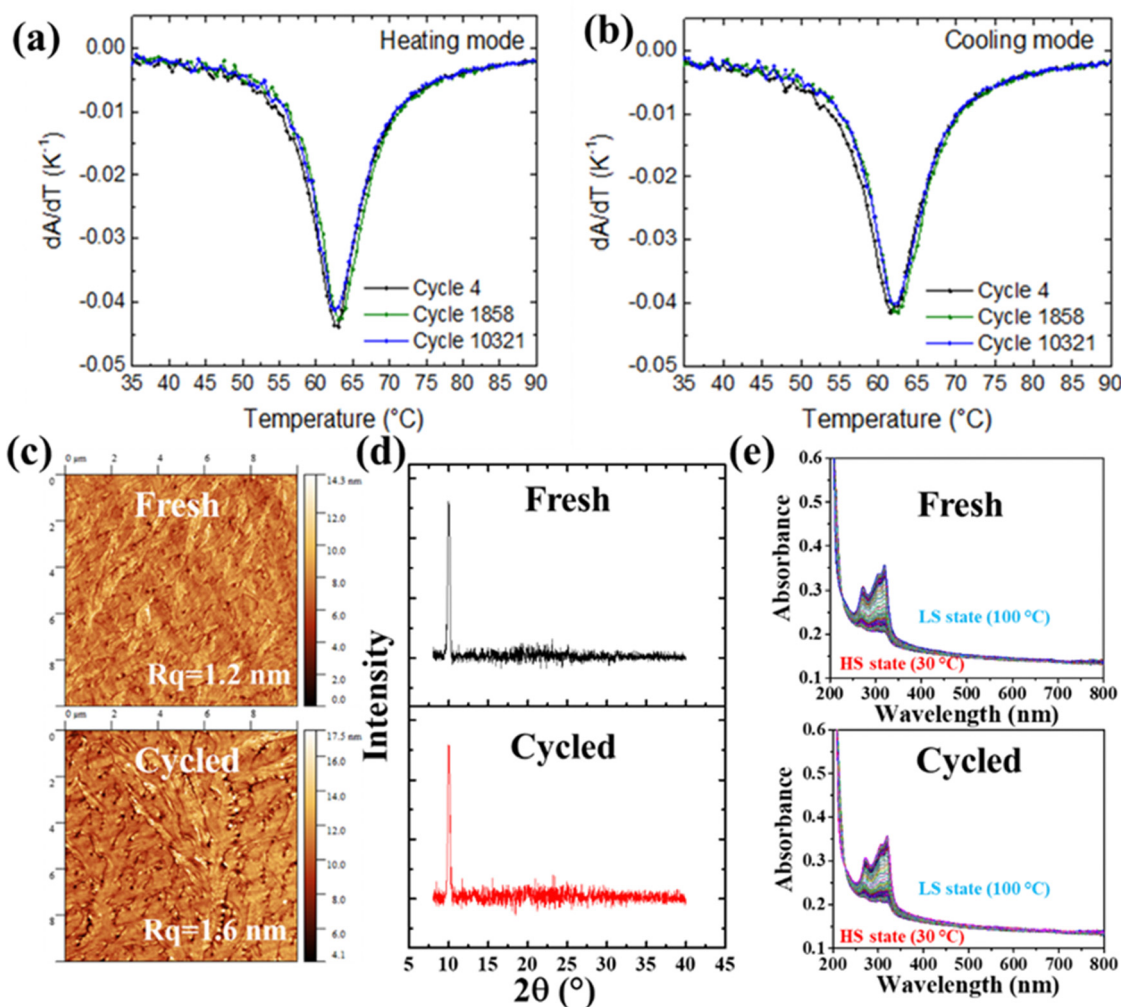 (a)
Heating mode
0.00
-0.01
-0.02
-0.03
-0.04
-0.05
dA/dT (K⁻¹)
Cycle 4
Cycle 1858
Cycle 10321
35 40 45 50 55 60 65 70 75 80 85 90
Temperature (°C)
(b)
Cooling mode
0.00
-0.01
-0.02
-0.03
-0.04
-0.05
dA/dT (K⁻¹)
Cycle 4
Cycle 1858
Cycle 10321
35 40 45 50 55 60 65 70 75 80 85 90
Temperature (°C)
(c)
0 µm 2 4 6 8
0
2
4
6
8
Fresh
Rq=1.2 nm
14.3 nm
12.0
10.0
8.0
6.0
4.0
2.0
0.0
0 µm 2 4 6 8
0
2
4
6
8
Cycled
Rq=1.6 nm
17.5 nm
16.0
14.0
12.0
10.0
8.0
6.0
4.1
(d)
Intensity
Fresh
Cycled
5 10 15 20 25 30 35 40 45
2θ (°)
(e)
0.6
0.5
0.4
0.3
0.2
0.1
Absorbance
Fresh
LS state (100 °C)
HS state (30 °C)
200 300 400 500 600 700 800
Wavelength (nm)
0.6
0.5
0.4
0.3
0.2
0.1
Absorbance
Cycled
LS state (100 °C)
HS state (30 °C)
200 300 400 500 600 700 800
Wavelength (nm)